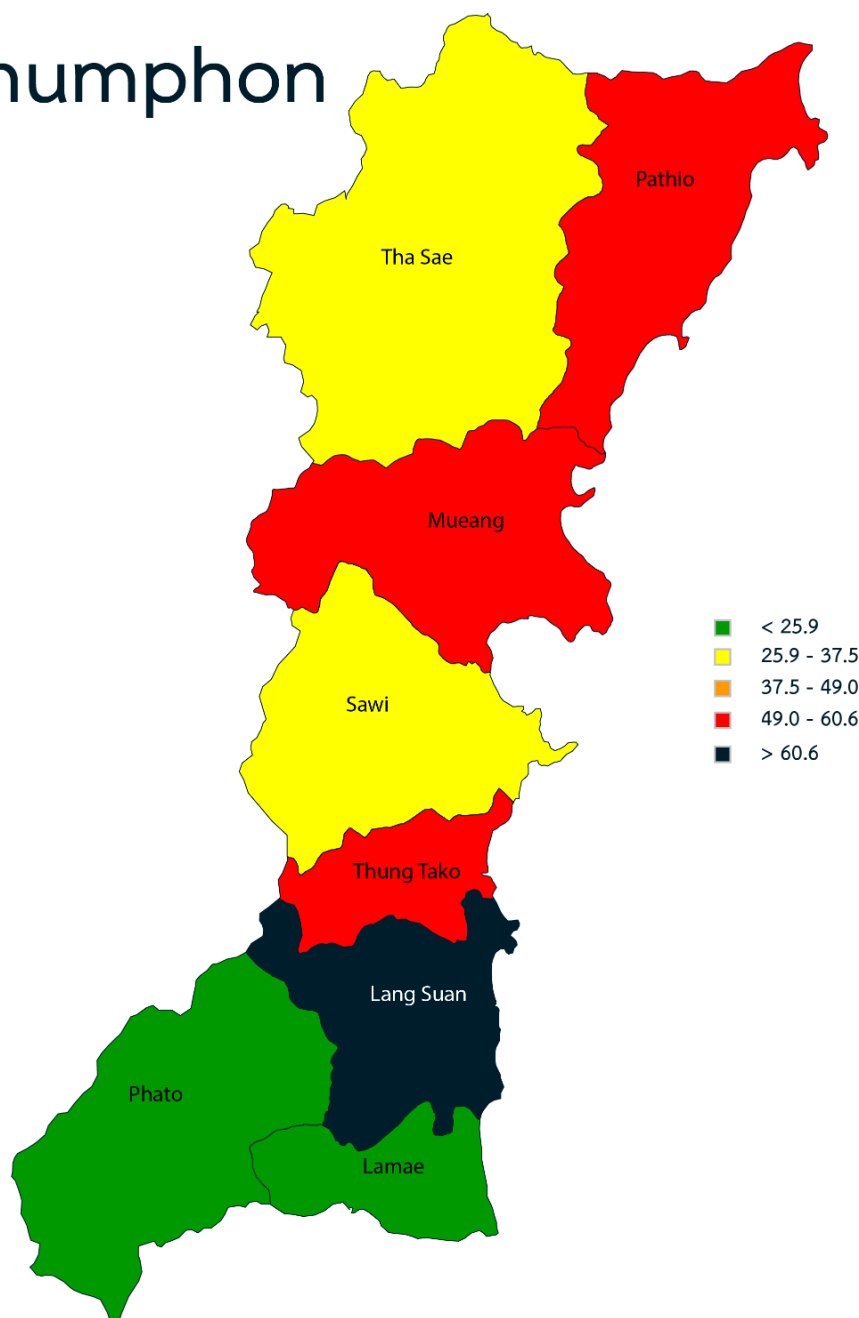 humphon
Pathio
Tha Sae
Mueang
< 25.9
25.9 - 37.5
37.5 - 49.0
49.0 - 60.6
> 60.6
Sawi
Thung Tako
Lang Suan
Phato
Lamae